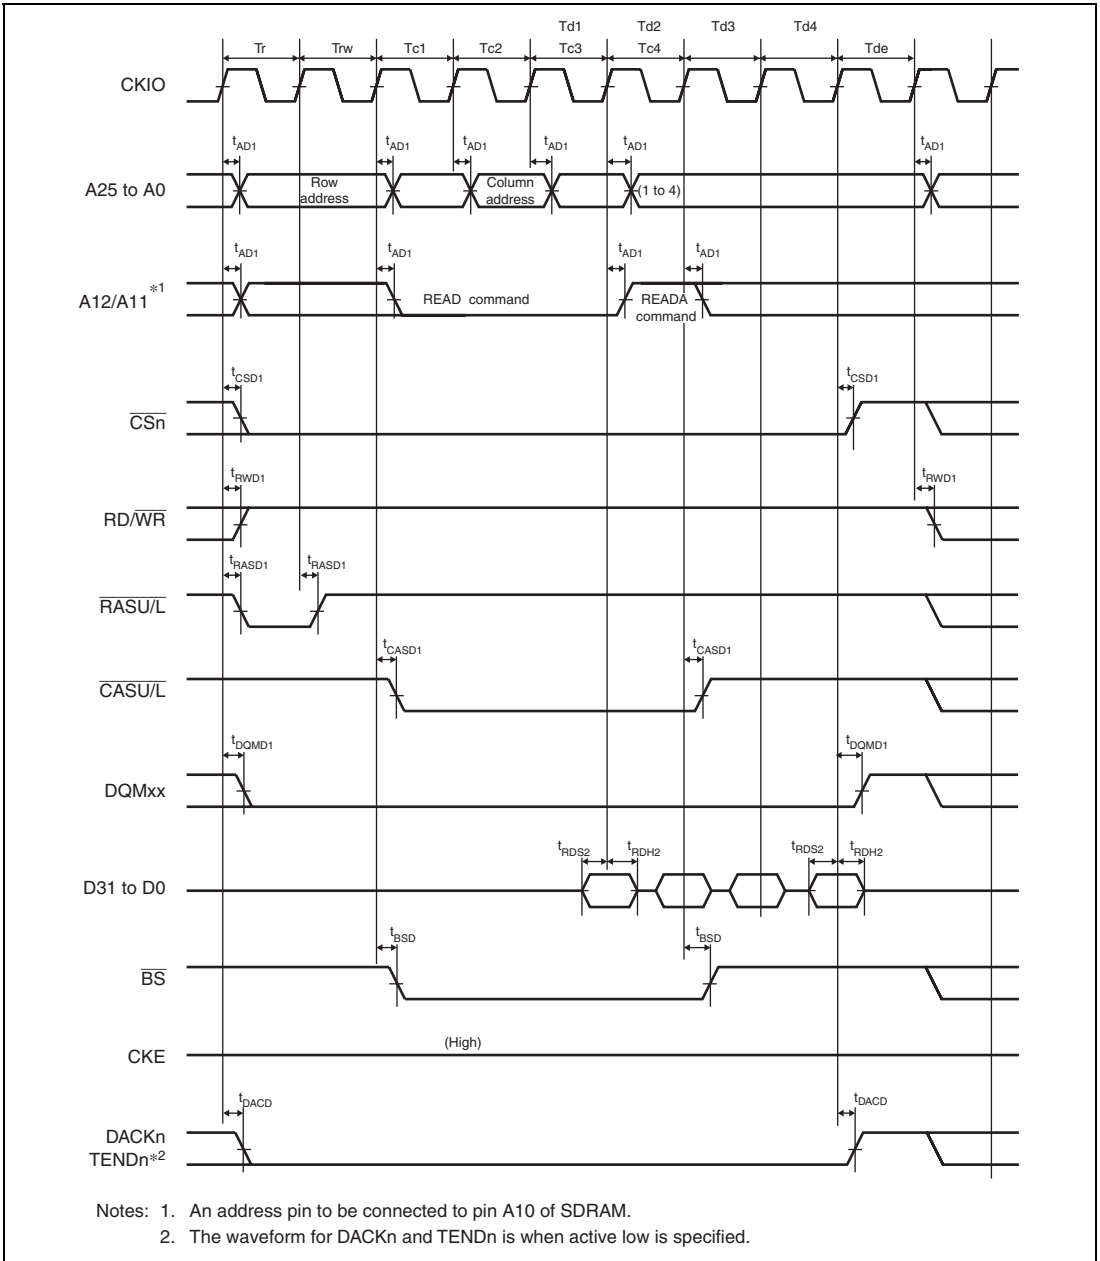 Td1 Td2 Td3 Td4
Tr Trw Tc1 Tc2 Tc3 Tc4 Tde
CKIO
tAD1 tAD1 tAD1 tAD1 tAD1 tAD1
A25 to A0
Row address
Column address
(1 to 4)
tAD1 tAD1 tAD1 tAD1
A12/A11 *1
READ command
READA command
tCSD1 tCSD1
CSn
tRWD1 tRWD1
RD/WR
tRASD1 tRASD1
RASU/L
tCASD1 tCASD1
CASU/L
tDQMD1 tDQMD1
DQMxx
tRDS2 tRDH2 tRDS2 tRDH2
D31 to D0
tBSD tBSD
BS
(High)
CKE
tDACD tDACD
DACKn
TENDn*2
Notes: 1. An address pin to be connected to pin A10 of SDRAM.
2. The waveform for DACKn and TENDn is when active low is specified.